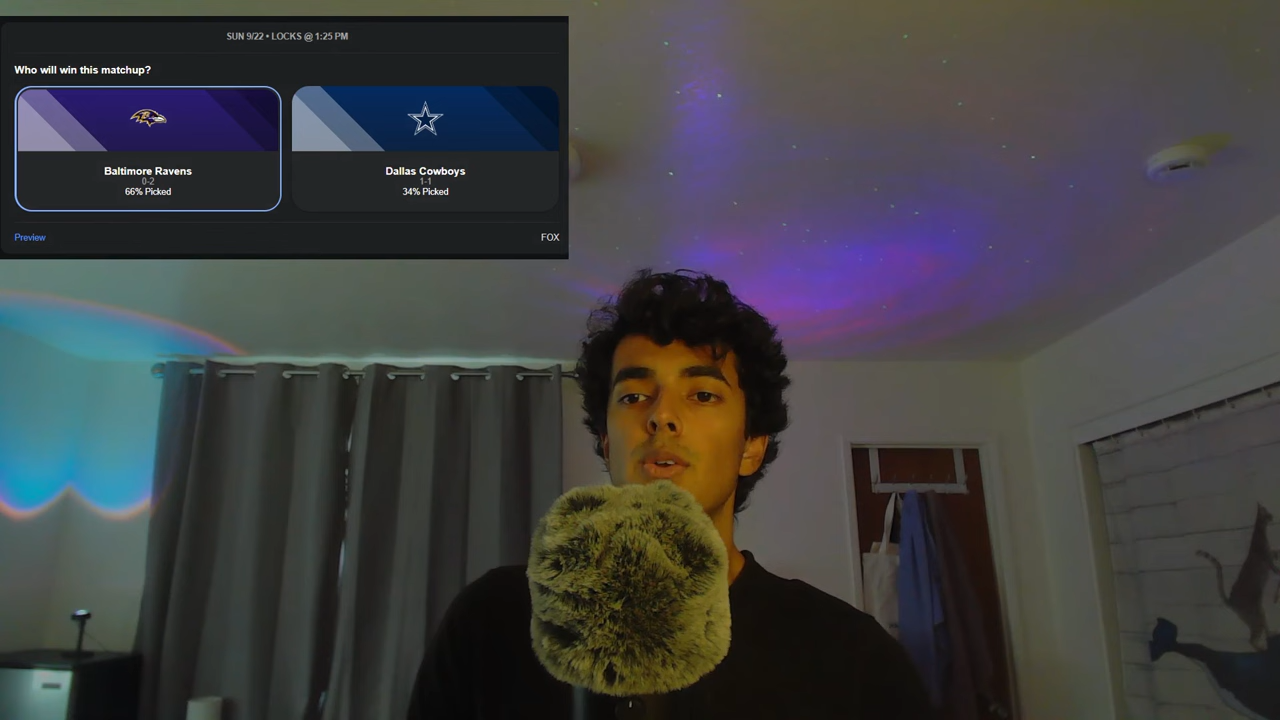 SUN 9/22 • LOCKS @ 1:25 PM
Who will win this matchup?
Baltimore Ravens
0-2
66% Picked
Dallas Cowboys
1-1
34% Picked
Preview
FOX